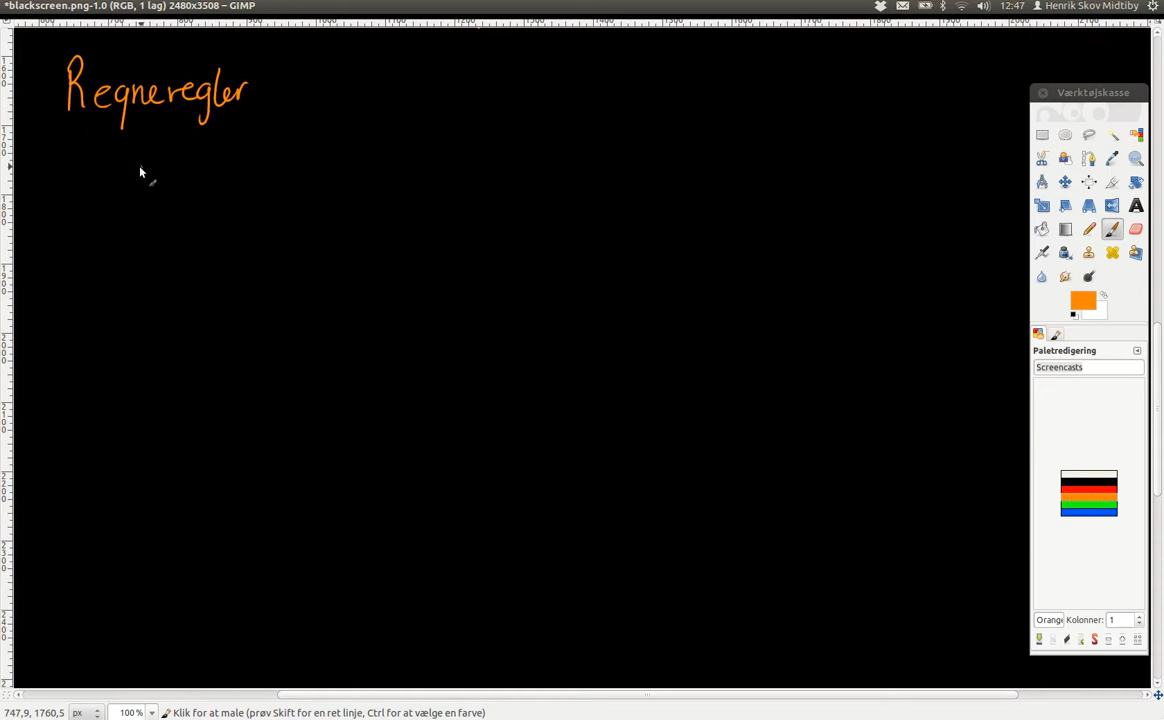 *blackscreen.png-1.0 (RGB, 1 lag) 2480x3508 – GIMP
12:47
Henrik Skov Midtiby
Regneregler
Værktøjskasse
Paletredigering
Screencasts
Orange
Kolonner:
1
747,9, 1760,5
px
100%
Klik for at male (prøv Skift for en ret linje, Ctrl for at vælge en farve)